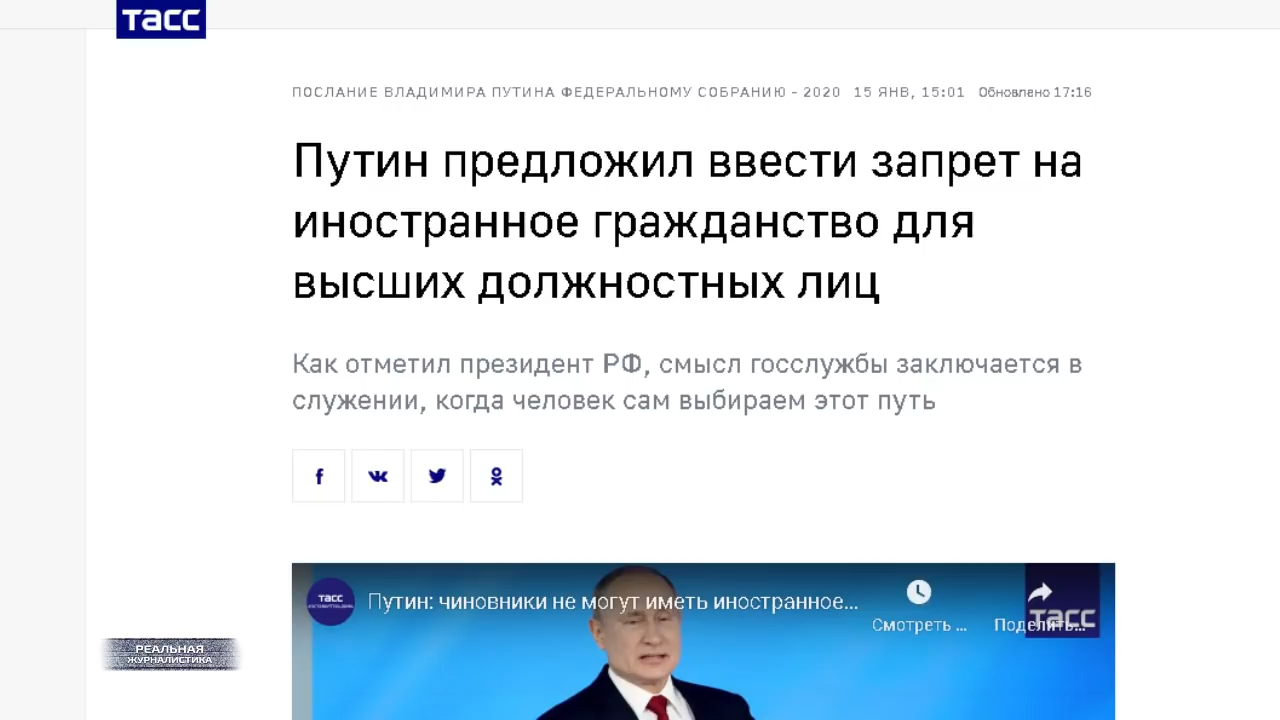 ТАСС
ПОСЛАНИЕ ВЛАДИМИРА ПУТИНА ФЕДЕРАЛЬНОМУ СОБРАНИЮ - 2020 15 ЯНВ, 15:01 Обновлено 17:16
Путин предложил ввести запрет на
иностранное гражданство для
высших должностных лиц
Как отметил президент РФ, смысл госслужбы заключается в
служении, когда человек сам выбираем этот путь
ТАСС
Путин: чиновники не могут иметь иностранное...
Смотреть ...
Поделить...
ТАСС
РЕАЛЬНАЯ
ЖУРНАЛИСТИКА